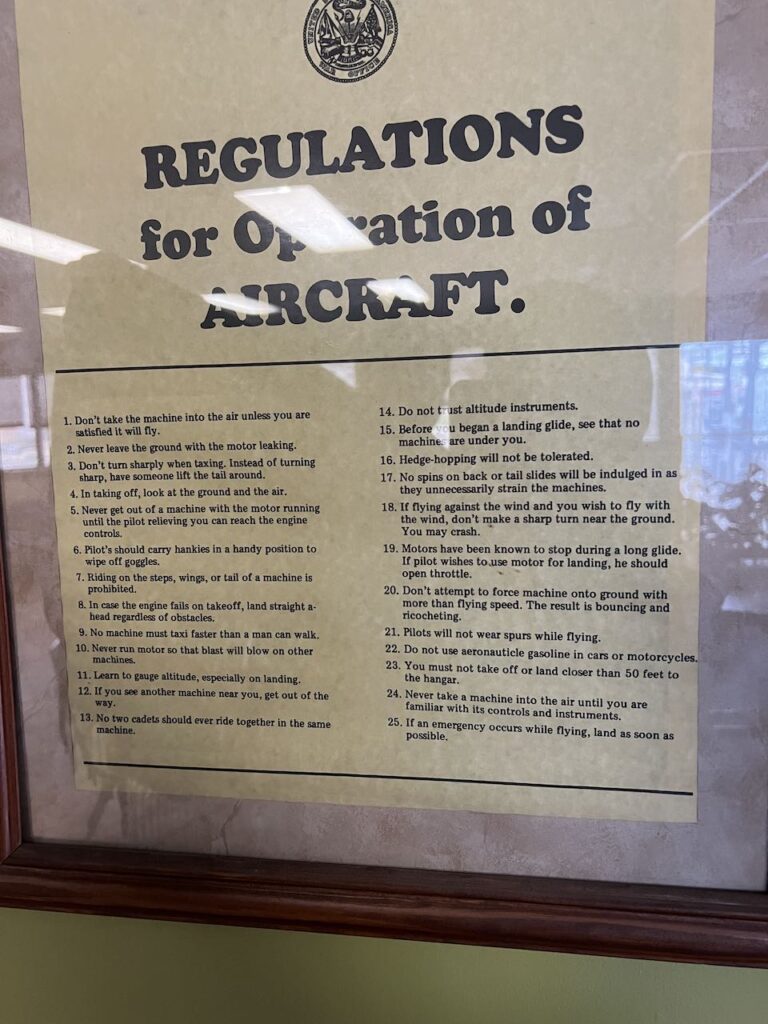 WAR OFFICE
REGULATIONS
for Operation of
AIRCRAFT.
1. Don't take the machine into the air unless you are
satisfied it will fly.
2. Never leave the ground with the motor leaking.
3. Don't turn sharply when taxing. Instead of turning
sharp, have someone lift the tail around.
4. In taking off, look at the ground and the air.
5. Never get out of a machine with the motor running
until the pilot relieving you can reach the engine
controls.
6. Pilot's should carry hankies in a handy position to
wipe off goggles.
7. Riding on the steps, wings, or tail of a machine is
prohibited.
8. In case the engine fails on takeoff, land straight a-
head regardless of obstacles.
9. No machine must taxi faster than a man can walk.
10. Never run motor so that blast will blow on other
machines.
11. Learn to gauge altitude, especially on landing.
12. If you see another machine near you, get out of the
way.
13. No two cadets should ever ride together in the same
machine.
14. Do not trust altitude instruments.
15. Before you began a landing glide, see that no
machines are under you.
16. Hedge-hopping will not be tolerated.
17. No spins on back or tail slides will be indulged in as
they unnecessarily strain the machines.
18. If flying against the wind and you wish to fly with
the wind, don't make a sharp turn near the ground.
You may crash.
19. Motors have been known to stop during a long glide.
If pilot wishes to use motor for landing, he should
open throttle.
20. Don't attempt to force machine onto ground with
more than flying speed. The result is bouncing and
ricocheting.
21. Pilots will not wear spurs while flying.
22. Do not use aeronauticle gasoline in cars or motorcycles.
23. You must not take off or land closer than 50 feet to
the hangar.
24. Never take a machine into the air until you are
familiar with its controls and instruments.
25. If an emergency occurs while flying, land as soon as
possible.